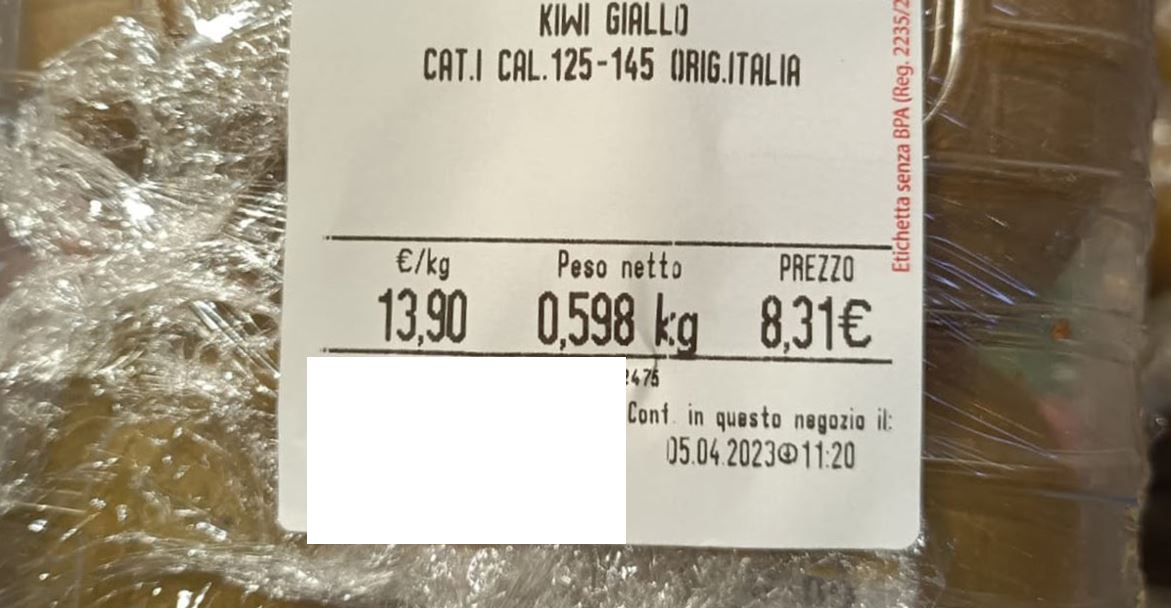 KIWI GIALLO
CAT.I CAL.125-145 ORIG.ITALIA
Etichetta senza BPA (Reg. 2235/2
€/kg Peso netto PREZZO
13,90 0,598 kg 8,31€
2475
Conf. in questo negozio il:
05.04.2023 11:20